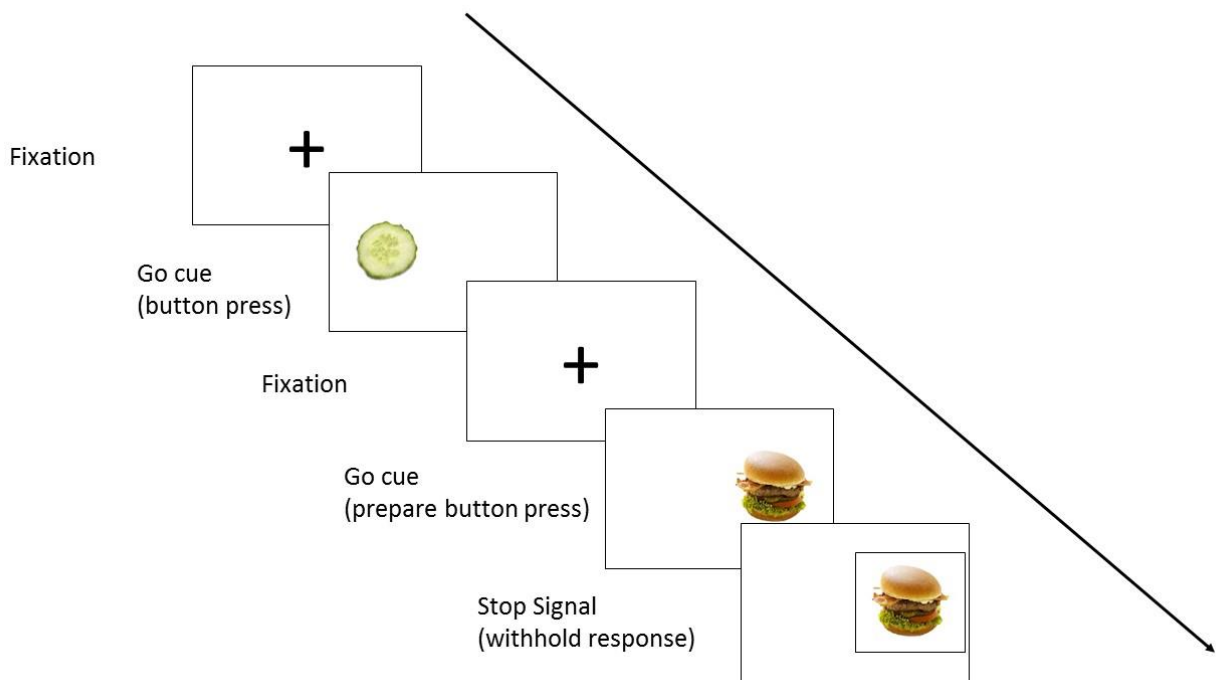 Fixation
Go cue
(button press)
Fixation
Go cue
(prepare button press)
Stop Signal
(withhold response)